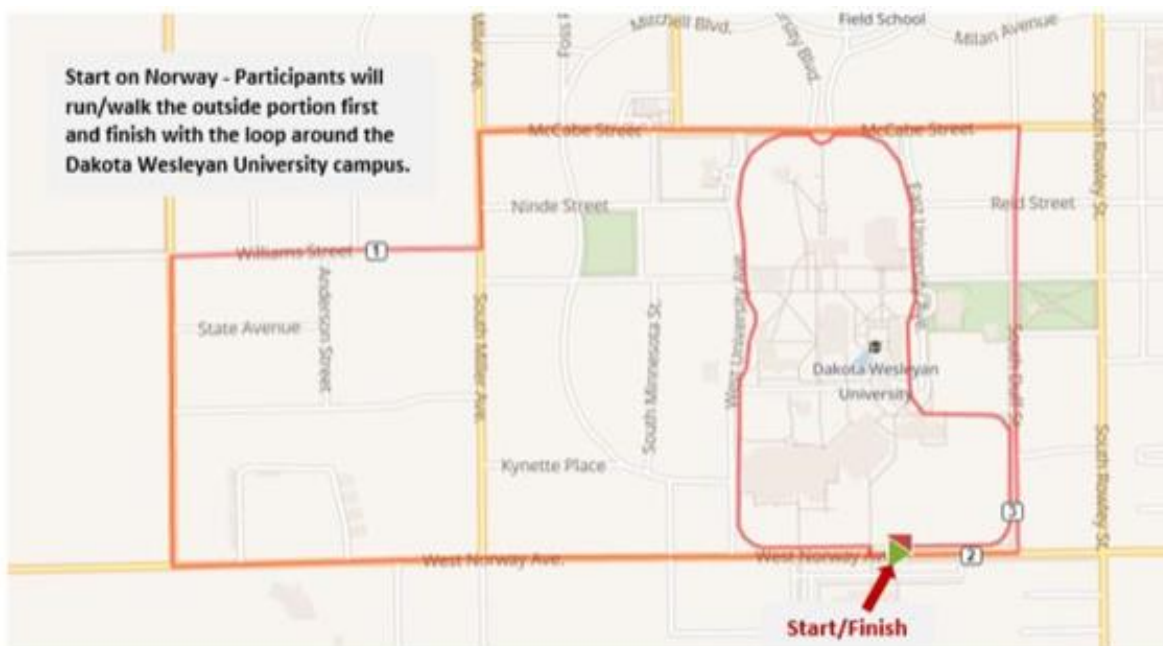 Start on Norway - Participants will
run/walk the outside portion first
and finish with the loop around the
Dakota Wesleyan University campus.
Miller Ave.
Mitchell Blvd.
Field School
Milan Avenue
McCabe Street
McCabe Street
South Rowley St.
Ninde Street
East University Ave
Reid Street
Williams Street
1
West University Ave
Anderson Street
State Avenue
South Miller Ave.
South Minnesota St.
Dakota Wesleyan
University
South Duff St.
Kynette Place
South Rowley St.
3
West Norway Ave.
West Norway Ave.
2
Start/Finish